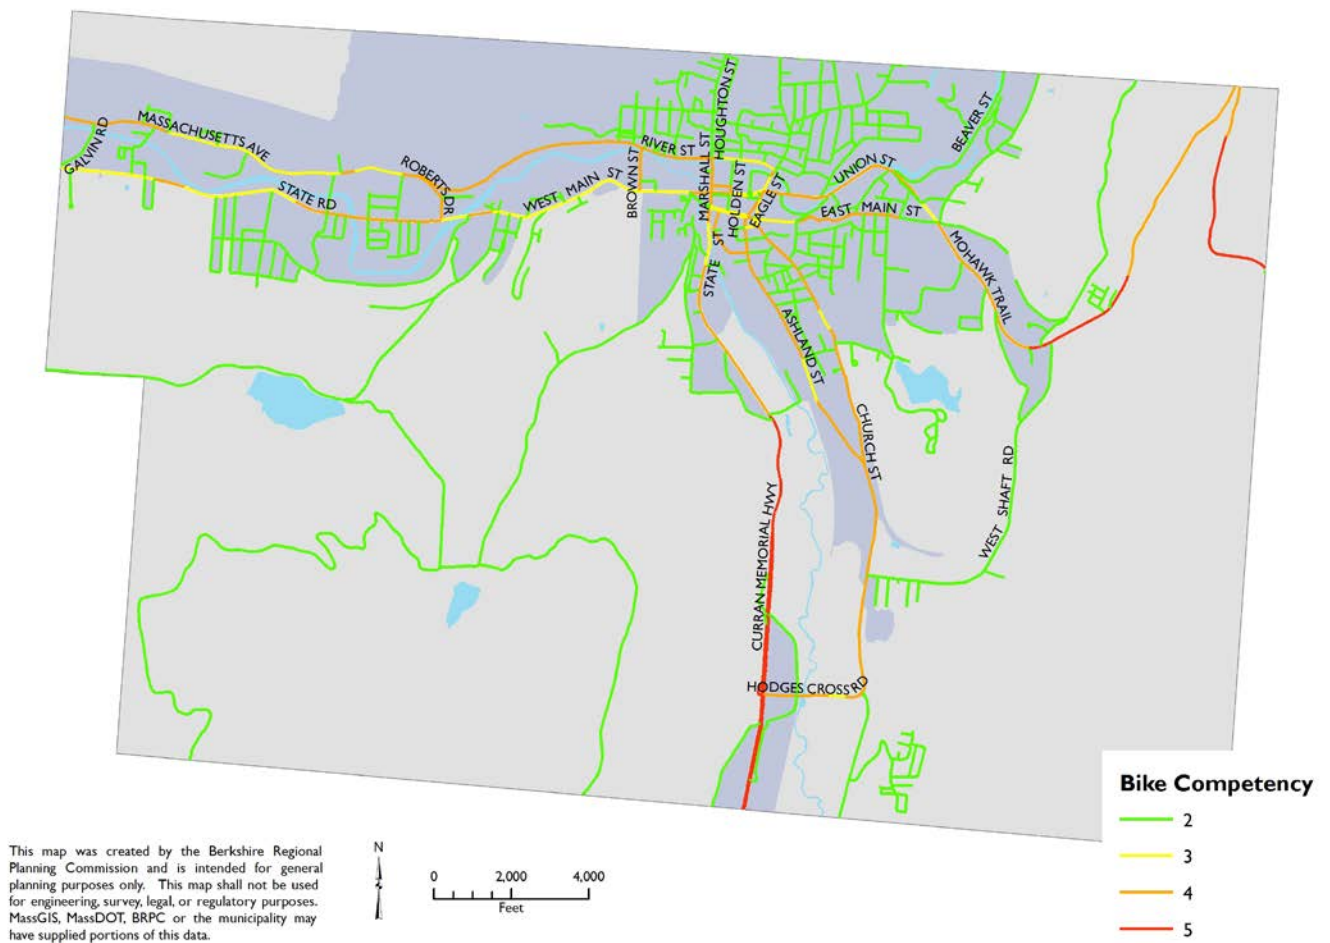 HOUGHTON ST
BEAVER ST
GALVIN RD
MASSACHUSETTS AVE
RIVER ST
MARSHALL ST
BROWN ST
HOLDEN ST
UNION ST
ROBERTS DR
STATE RD
WEST MAIN ST
EAGLE ST
EAST MAIN ST
STATE ST
MOHAWK TRAIL
ASHLAND ST
CHURCH ST
WEST SHAFT RD
CURRAN MEMORIAL HWY
HODGES CROSS RD
Bike Competency
2
3
4
5
This map was created by the Berkshire Regional
Planning Commission and is intended for general
planning purposes only. This map shall not be used
for engineering, survey, legal, or regulatory purposes.
MassGIS, MassDOT, BRPC or the municipality may
have supplied portions of this data.
N
0 2,000 4,000
Feet